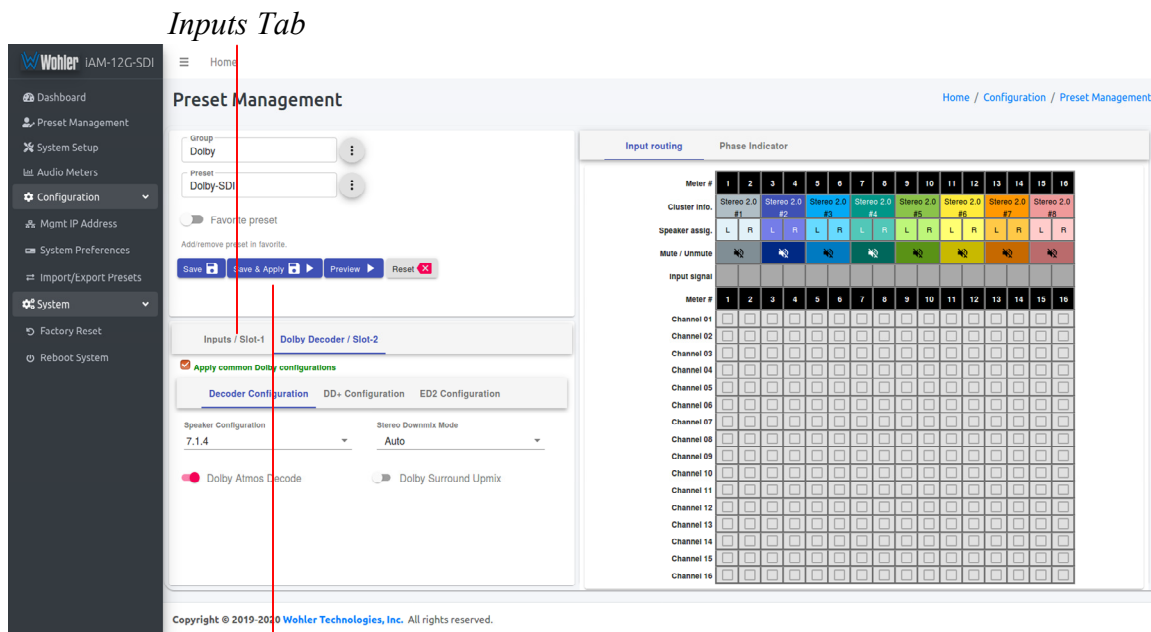 Inputs Tab
Wohler iAM-12G-SDI
Home
Dashboard
Preset Management
System Setup
Audio Meters
Configuration
Mgmt IP Address
System Preferences
Import/Export Presets
System
Factory Reset
Reboot System
Preset Management
Home / Configuration / Preset Management
Group
Dolby
Preset
Dolby-SDI
Favorite preset
Add/remove preset in favorite.
Save Save & Apply Preview Reset
Inputs / Slot-1 Dolby Decoder / Slot-2
Apply common Dolby configurations
Decoder Configuration DD+ Configuration ED2 Configuration
Speaker Configuration Stereo Downmix Mode
7.1.4 Auto
Dolby Atmos Decode Dolby Surround Upmix
Input routing Phase Indicator
Meter # 1 2 3 4 5 6 7 8 9 10 11 12 13 14 15 16
Cluster Info. Stereo 2.0 #1 Stereo 2.0 #2 Stereo 2.0 #3 Stereo 2.0 #4 Stereo 2.0 #5 Stereo 2.0 #6 Stereo 2.0 #7 Stereo 2.0 #8
Speaker assig. L R L R L R L R L R L R L R L R
Mute / Unmute
Input signal
Meter # 1 2 3 4 5 6 7 8 9 10 11 12 13 14 15 16
Channel 01
Channel 02
Channel 03
Channel 04
Channel 05
Channel 06
Channel 07
Channel 08
Channel 09
Channel 10
Channel 11
Channel 12
Channel 13
Channel 14
Channel 15
Channel 16
Copyright © 2019-2020 Wohler Technologies, Inc. All rights reserved.